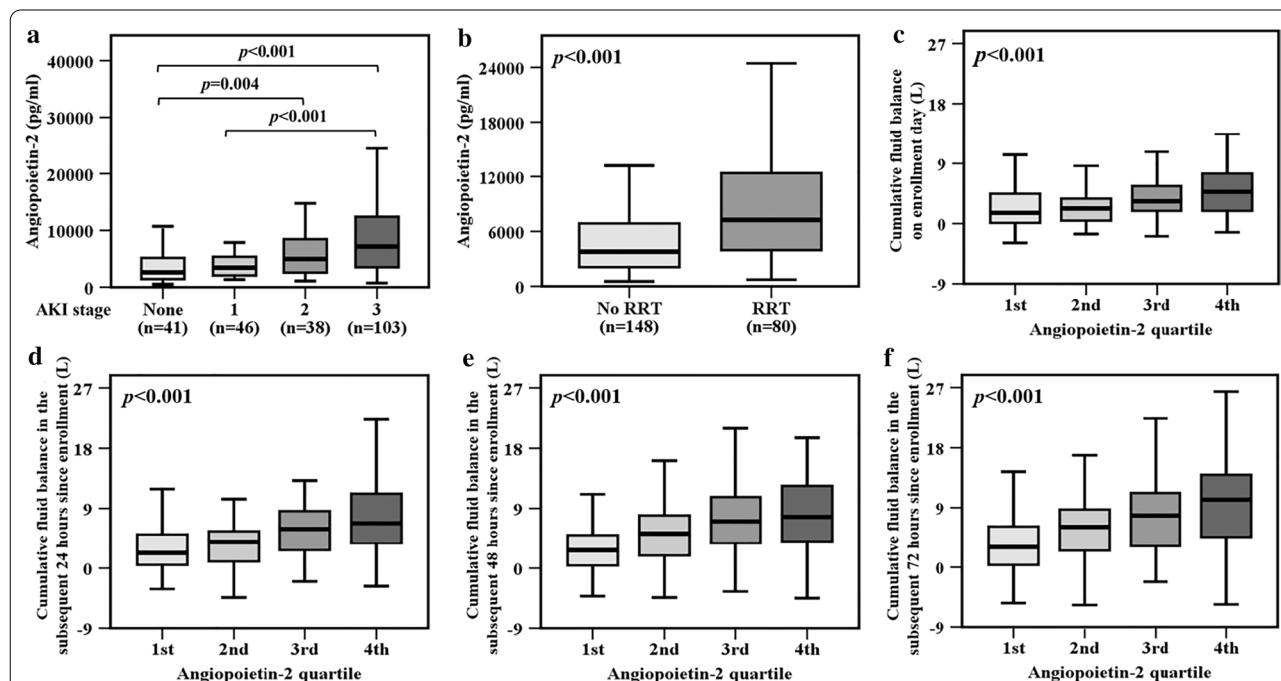 a
Angiopoietin-2 (pg/ml)
40000
30000
20000
10000
0
p<0.001
p=0.004
p<0.001
AKI stage
None 1 2 3
(n=41) (n=46) (n=38) (n=103)
b
Angiopoietin-2 (pg/ml)
24000
18000
12000
6000
0
p<0.001
No RRT RRT
(n=148) (n=80)
c
Cumulative fluid balance
on enrollment day (L)
27
18
9
0
-9
p<0.001
1st 2nd 3rd 4th
Angiopoietin-2 quartile
d
Cumulative fluid balance in the
subsequent 24 hours since enrollment (L)
27
18
9
0
-9
p<0.001
1st 2nd 3rd 4th
Angiopoietin-2 quartile
e
Cumulative fluid balance in the
subsequent 48 hours since enrollment (L)
27
18
9
0
-9
p<0.001
1st 2nd 3rd 4th
Angiopoietin-2 quartile
f
Cumulative fluid balance in the
subsequent 72 hours since enrollment (L)
27
18
9
0
-9
p<0.001
1st 2nd 3rd 4th
Angiopoietin-2 quartile